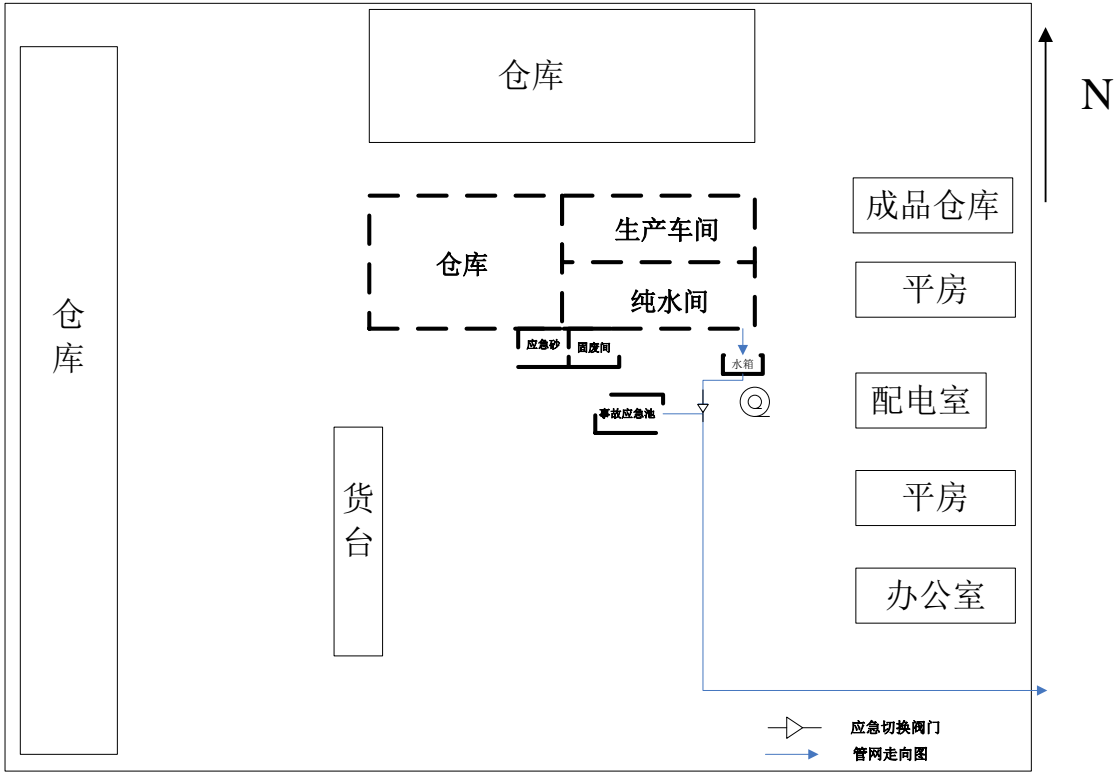 仓库
N
成品仓库
生产车间
仓库
平房
纯水间
仓
库
应急砂
固废间
水箱
配电室
事故应急池
货
台
平房
办公室
应急切换阀门
管网走向图